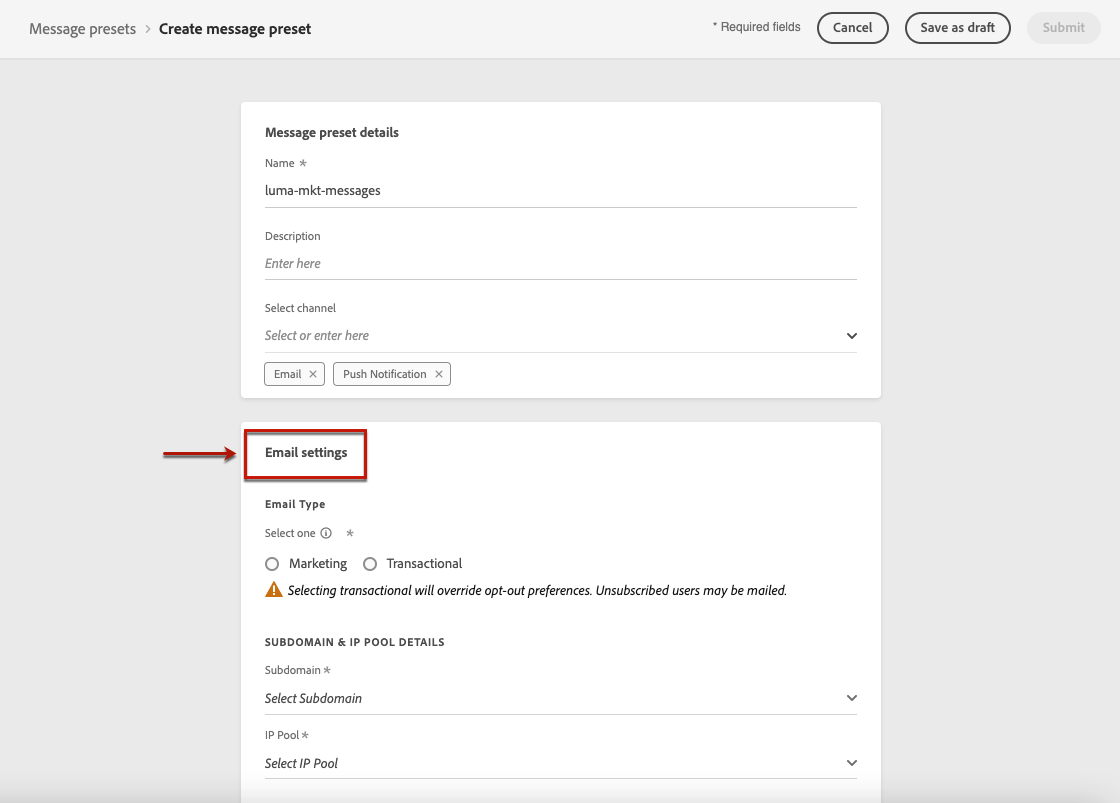 Message presets > Create message preset
* Required fields
Cancel
Save as draft
Submit
Message preset details
Name *
luma-mkt-messages
Description
Enter here
Select channel
Select or enter here
Email ×
Push Notification ×
Email settings
Email Type
Select one *
Marketing
Transactional
Selecting transactional will override opt-out preferences. Unsubscribed users may be mailed.
SUBDOMAIN & IP POOL DETAILS
Subdomain *
Select Subdomain
IP Pool *
Select IP Pool